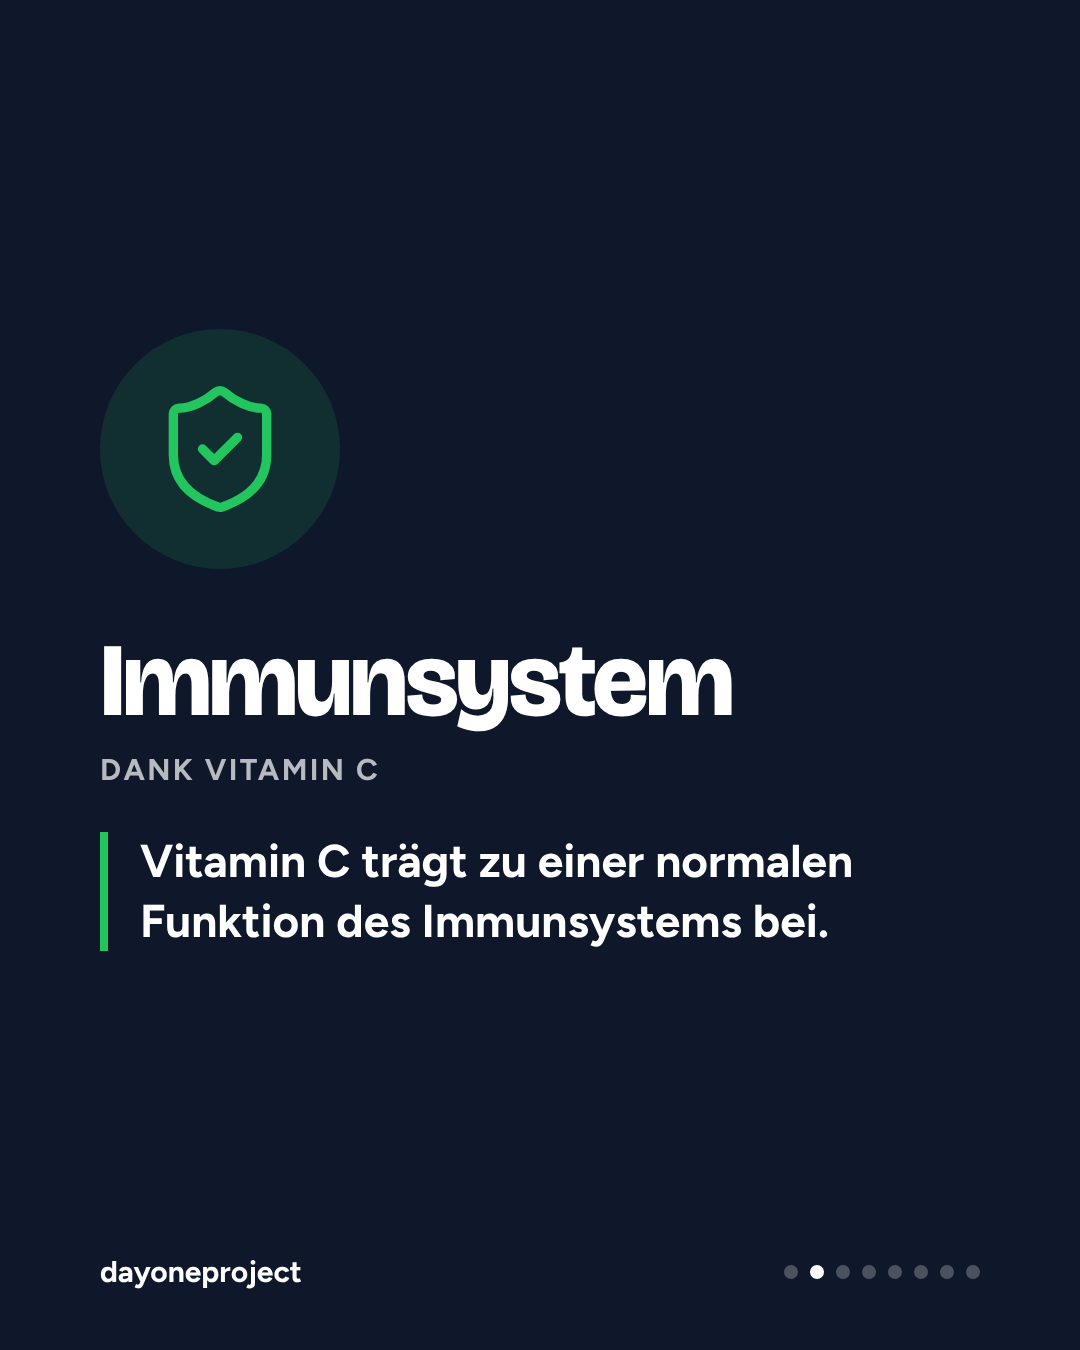 Immunsystem
DANK VITAMIN C
Vitamin C trägt zu einer normalen
Funktion des Immunsystems bei.
dayoneproject